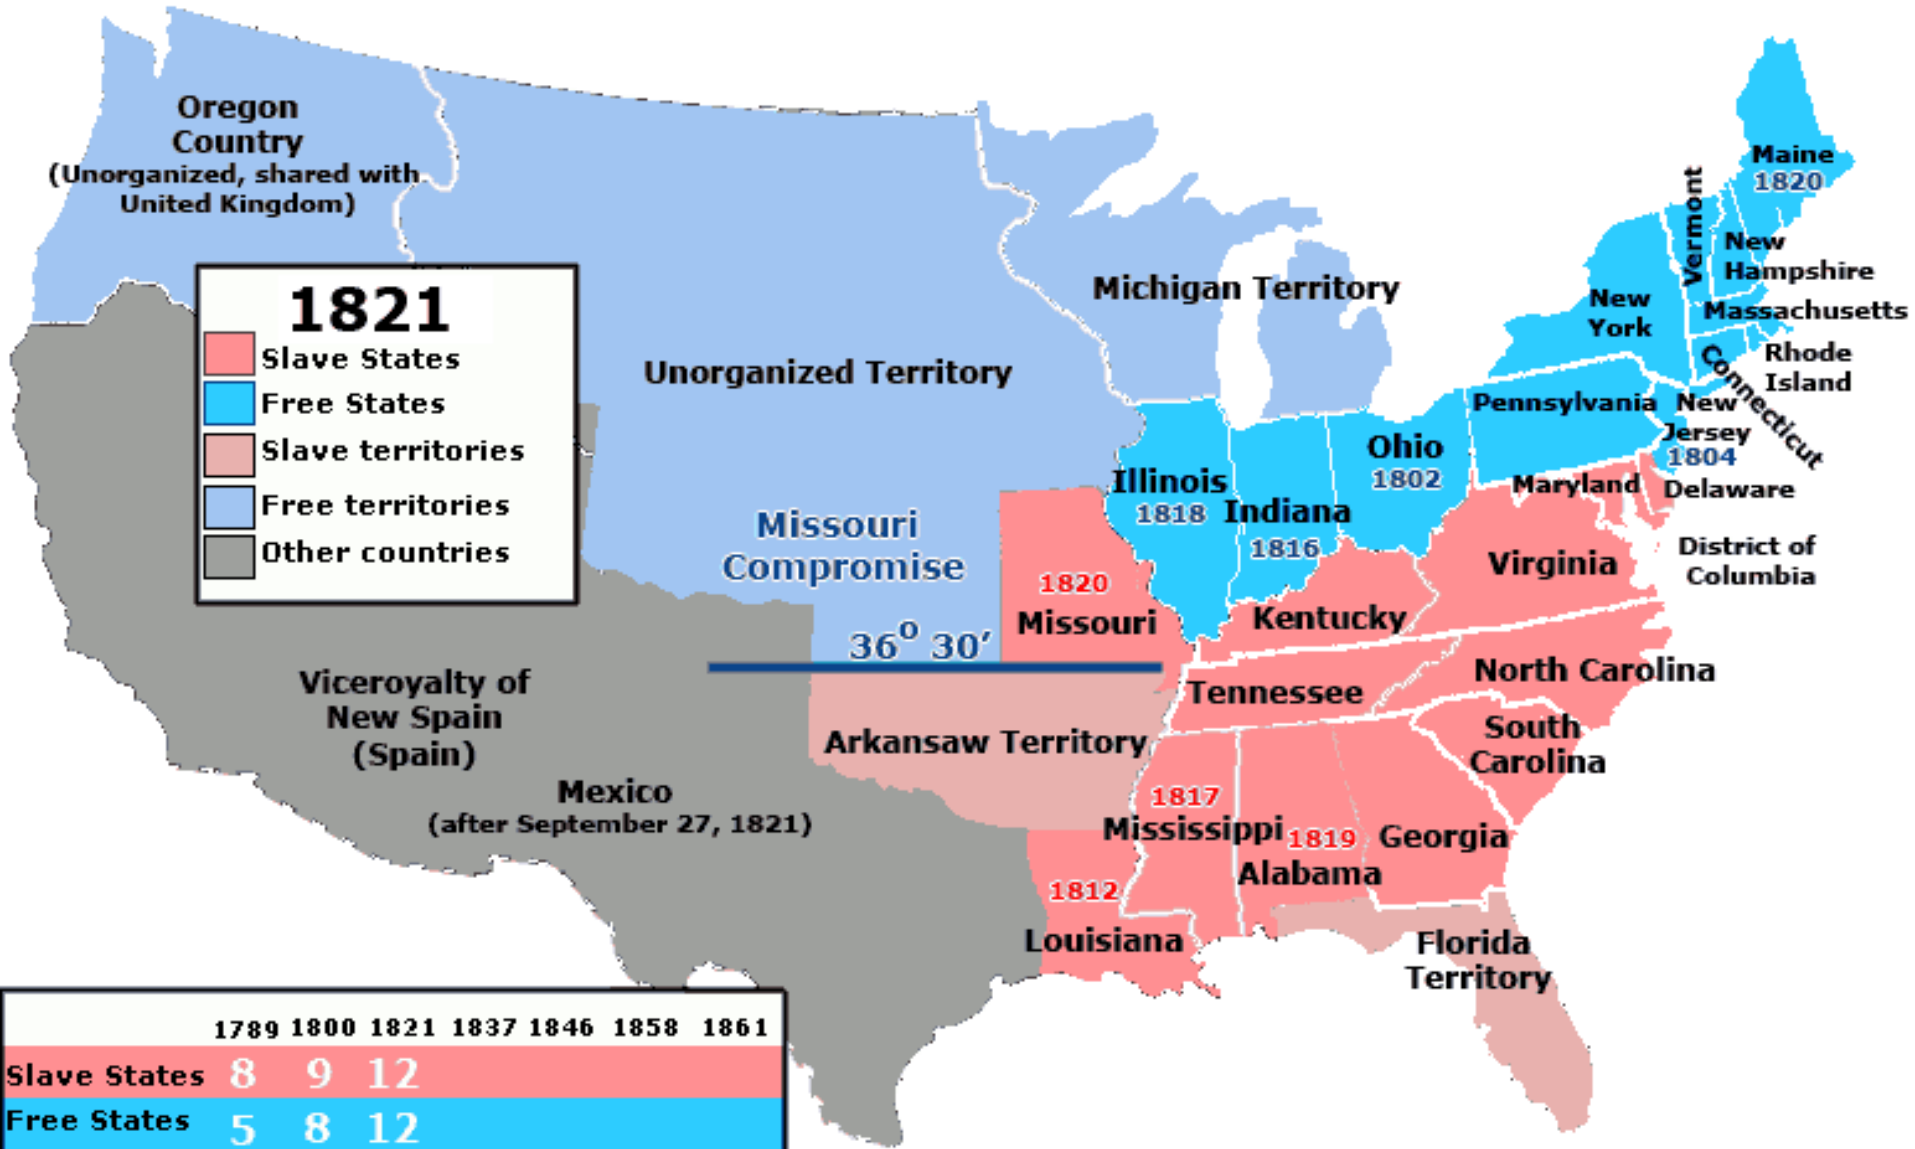 Oregon
Country
(Unorganized, shared with
United Kingdom)
Maine
1820
Vermont
New
Hampshire
Massachusetts
New
York
Rhode
Island
Connecticut
Michigan Territory
1821
Slave States
Free States
Slave territories
Free territories
Other countries
Unorganized Territory
Pennsylvania
New
Jersey
1804
Ohio
1802
Illinois
1818
Indiana
1816
Maryland
Delaware
District of
Columbia
Missouri
Compromise
36° 30′
1820
Missouri
Virginia
Kentucky
North Carolina
Tennessee
South
Carolina
Viceroyalty of
New Spain
(Spain)
Arkansaw Territory
Mexico
(after September 27, 1821)
1817
Mississippi
1819
Alabama
Georgia
1812
Louisiana
Florida
Territory
1789 1800 1821 1837 1846 1858 1861
Slave States 8 9 12
Free States 5 8 12